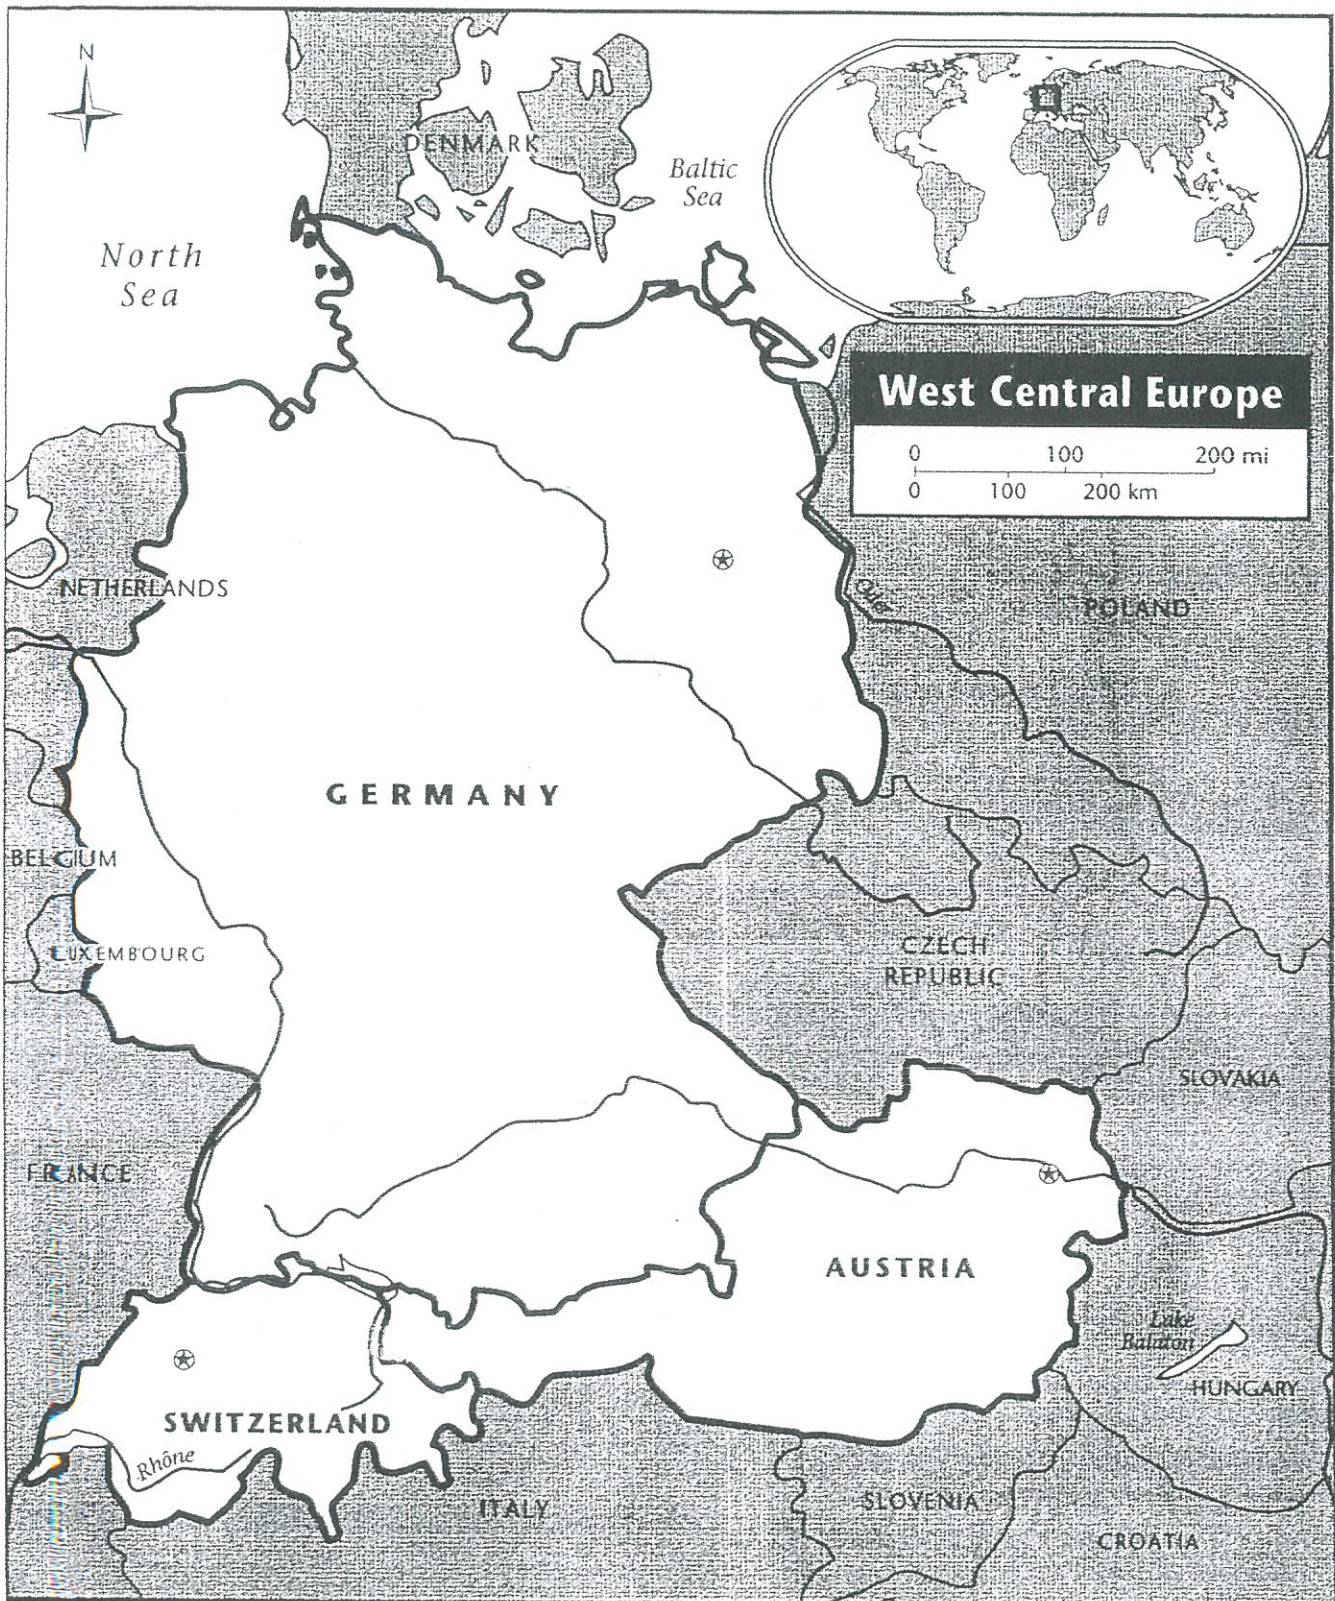 N
DENMARK
Baltic
Sea
North
Sea
West Central Europe
0 100 200 mi
0 100 200 km
NETHERLANDS
Oder
POLAND
GERMANY
BELGIUM
LUXEMBOURG
CZECH
REPUBLIC
SLOVAKIA
FRANCE
AUSTRIA
Lake
Balaton
HUNGARY
SWITZERLAND
Rhône
ITALY
SLOVENIA
CROATIA